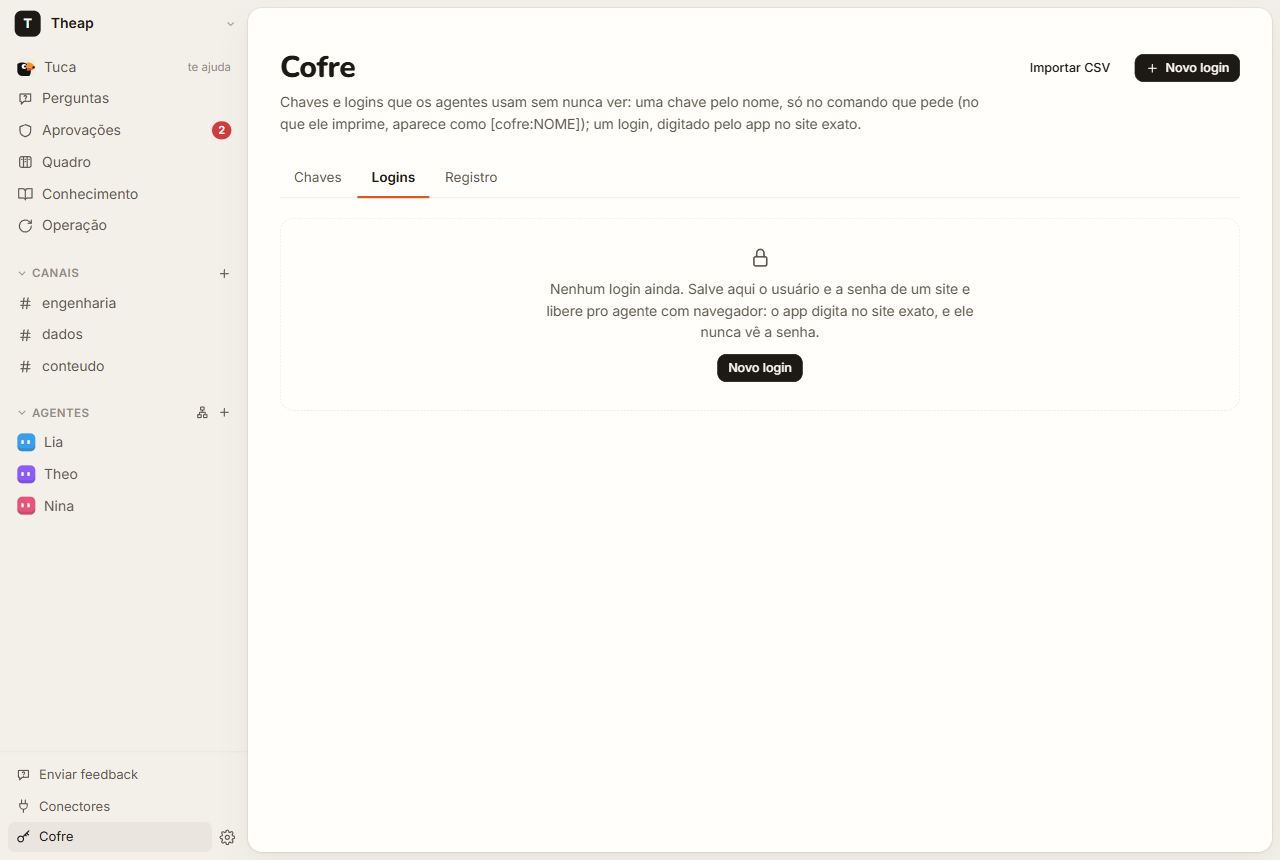 T Theap
Tuca te ajuda
Perguntas
Aprovações 2
Quadro
Conhecimento
Operação
CANAIS
# engenharia
# dados
# conteudo
AGENTES
Lia
Theo
Nina
Enviar feedback
Conectores
Cofre
Cofre
Importar CSV
+ Novo login
Chaves e logins que os agentes usam sem nunca ver: uma chave pelo nome, só no comando que pede (no
que ele imprime, aparece como [cofre:NOME]); um login, digitado pelo app no site exato.
Chaves Logins Registro
Nenhum login ainda. Salve aqui o usuário e a senha de um site e
libere pro agente com navegador: o app digita no site exato, e ele
nunca vê a senha.
Novo login